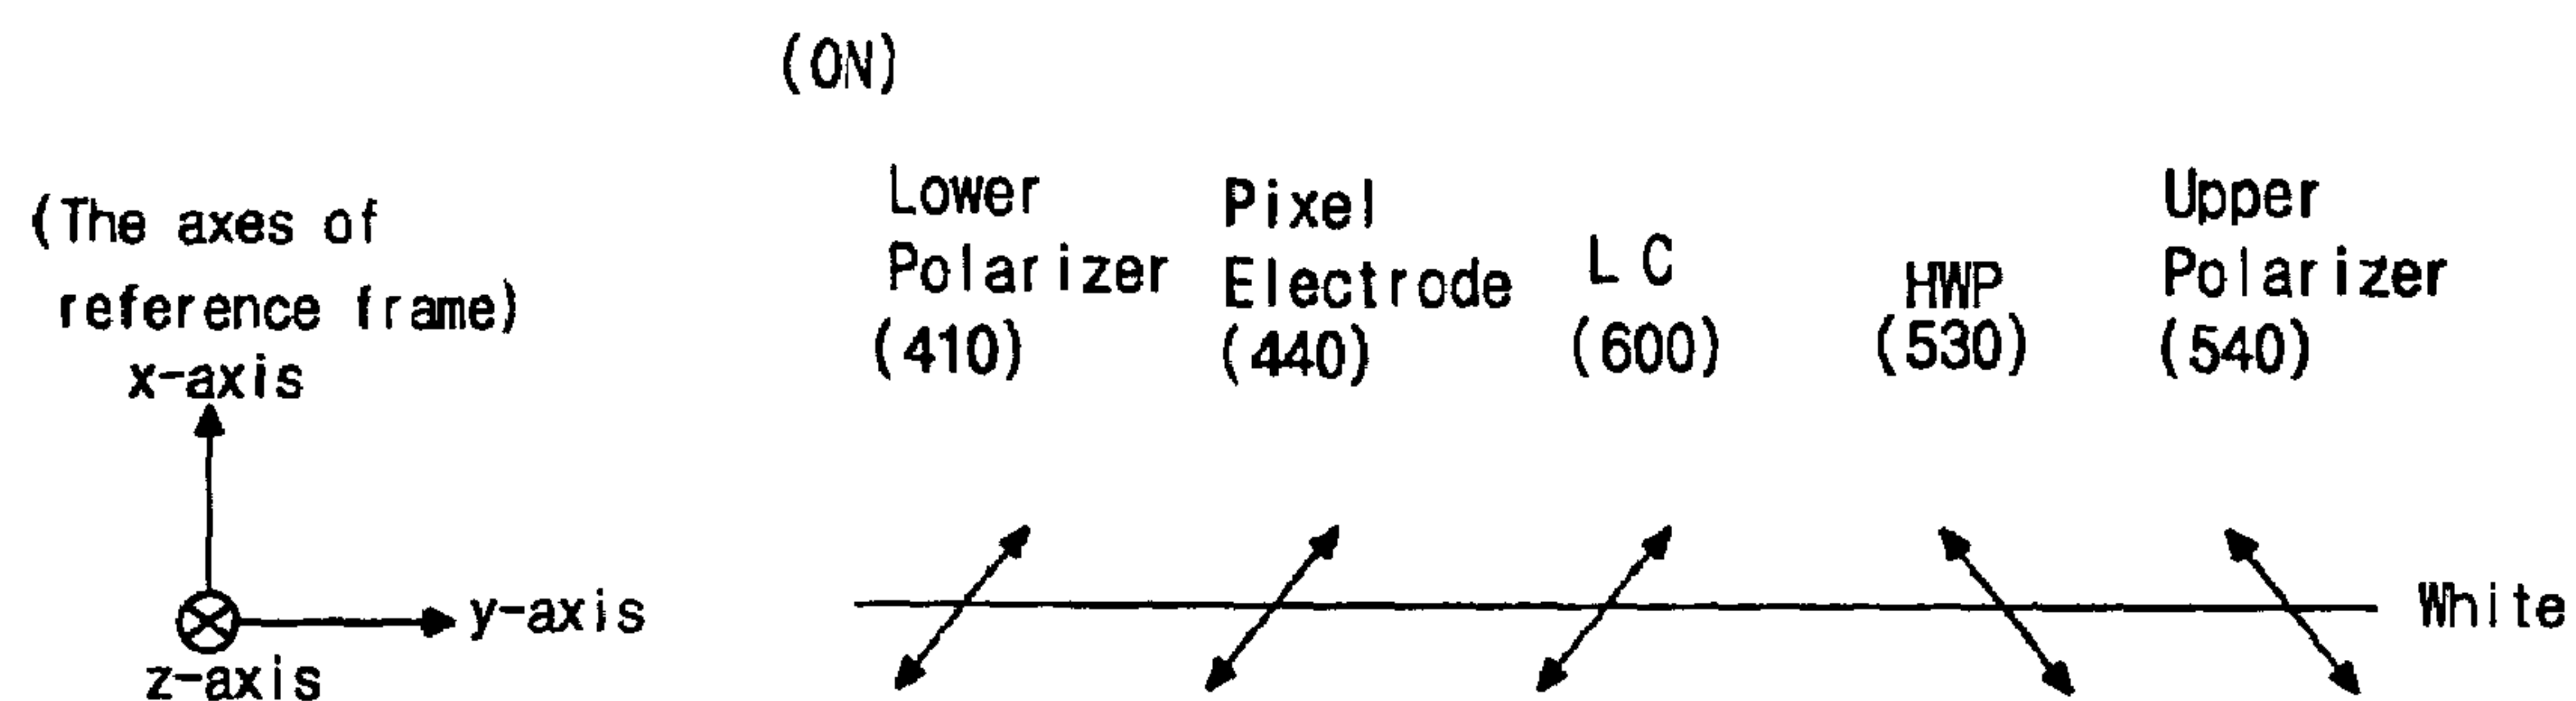 (ON)
(The axes of
reference frame)
x-axis
y-axis
z-axis
Lower
Polarizer
(410)
Pixel
Electrode
(440)
LC
(600)
HWP
(530)
Upper
Polarizer
(540)
White